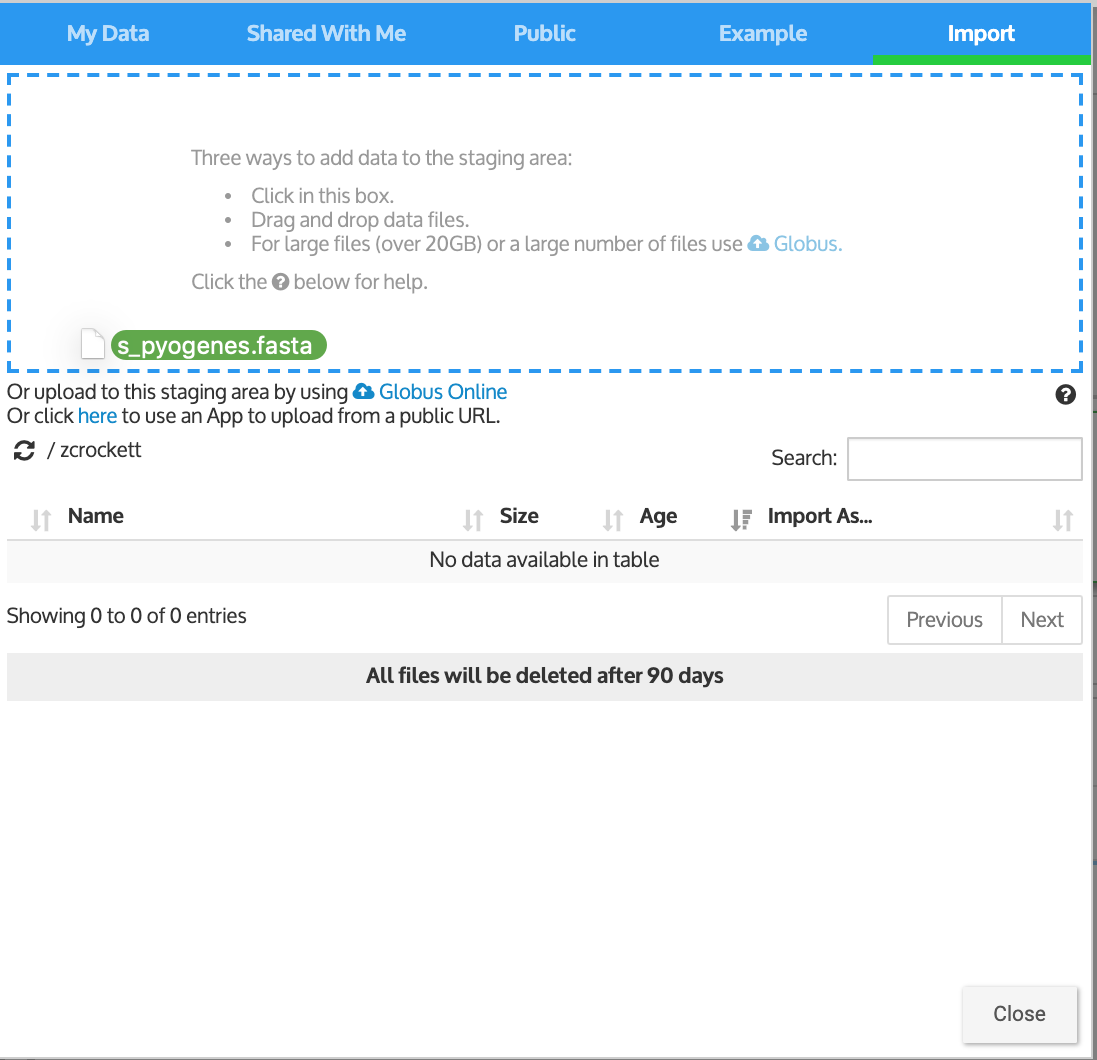 My Data Shared With Me Public Example Import
Three ways to add data to the staging area:
• Click in this box.
• Drag and drop data files.
• For large files (over 20GB) or a large number of files use Globus.
Click the ? below for help.
s_pyogenes.fasta
Or upload to this staging area by using Globus Online ?
Or click here to use an App to upload from a public URL.
/ zcrockett
Search:
Name Size Age Import As...
No data available in table
Showing 0 to 0 of 0 entries
Previous Next
All files will be deleted after 90 days
Close